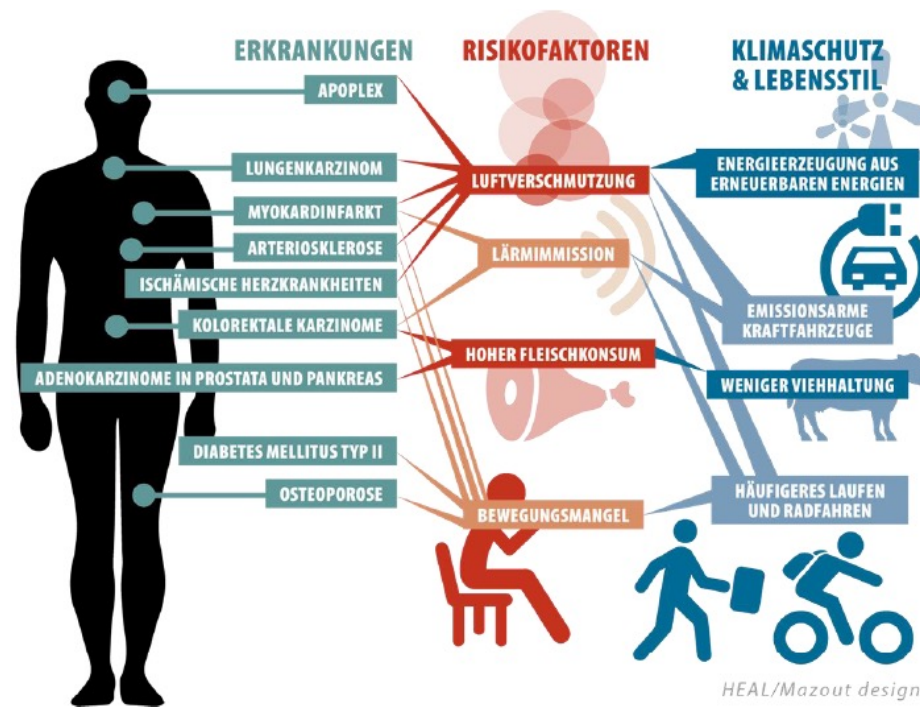 ERKRANKUNGEN
APOPLEX
LUNGENKARZINOM
MYOKARDINFARKT
ARTERIOSKLEROSE
ISCHÄMISCHE HERZKRANKHEITEN
KOLOREKTALE KARZINOME
ADENOKARZINOME IN PROSTATA UND PANKREAS
DIABETES MELLITUS TYP II
OSTEOPOROSE
RISIKOFAKTOREN
LUFTVERSCHMUTZUNG
LÄRMIMMISSION
HOHER FLEISCHKONSUM
BEWEGUNGSMANGEL
KLIMASCHUTZ
& LEBENSSTIL
ENERGIEERZEUGUNG AUS
ERNEUERBAREN ENERGIEN
EMISSIONSARME
KRAFTFAHRZEUGE
WENIGER VIEHHALTUNG
HÄUFIGERES LAUFEN
UND RADFAHREN
HEAL/Mazout design